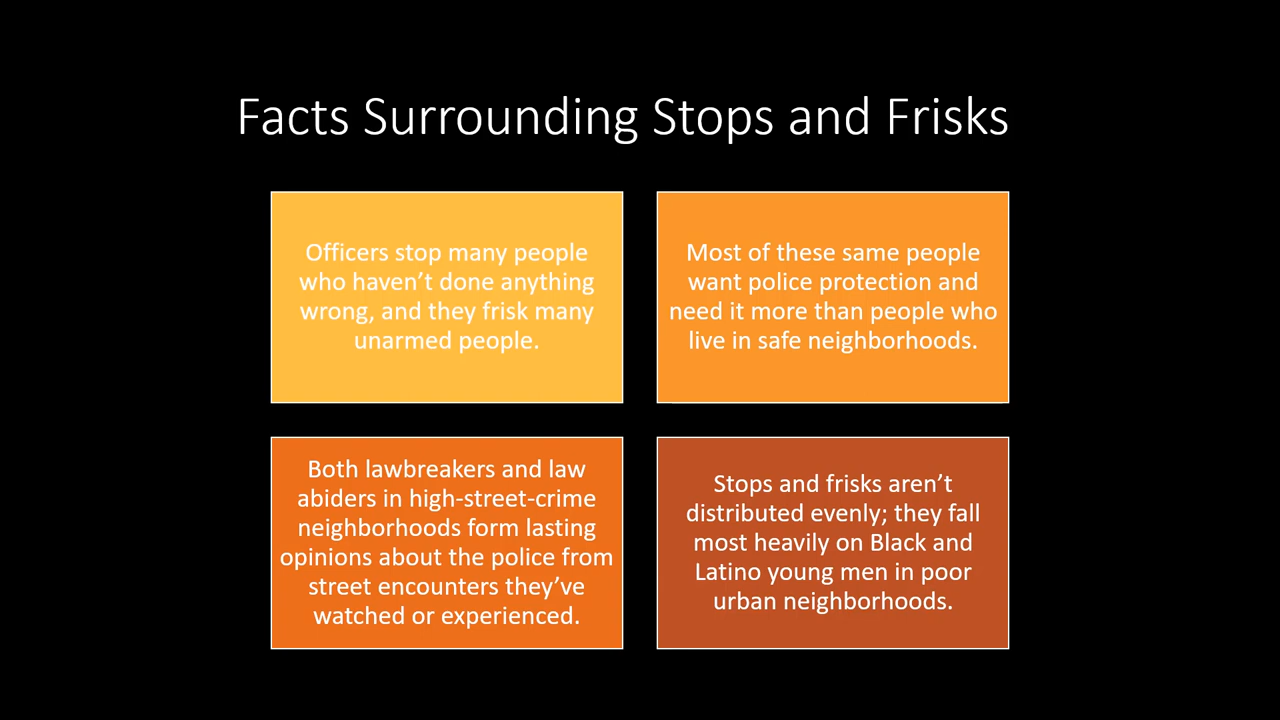 Facts Surrounding Stops and Frisks
Officers stop many people
who haven’t done anything
wrong, and they frisk many
unarmed people.
Most of these same people
want police protection and
need it more than people who
live in safe neighborhoods.
Both lawbreakers and law
abiders in high-street-crime
neighborhoods form lasting
opinions about the police from
street encounters they’ve
watched or experienced.
Stops and frisks aren’t
distributed evenly; they fall
most heavily on Black and
Latino young men in poor
urban neighborhoods.